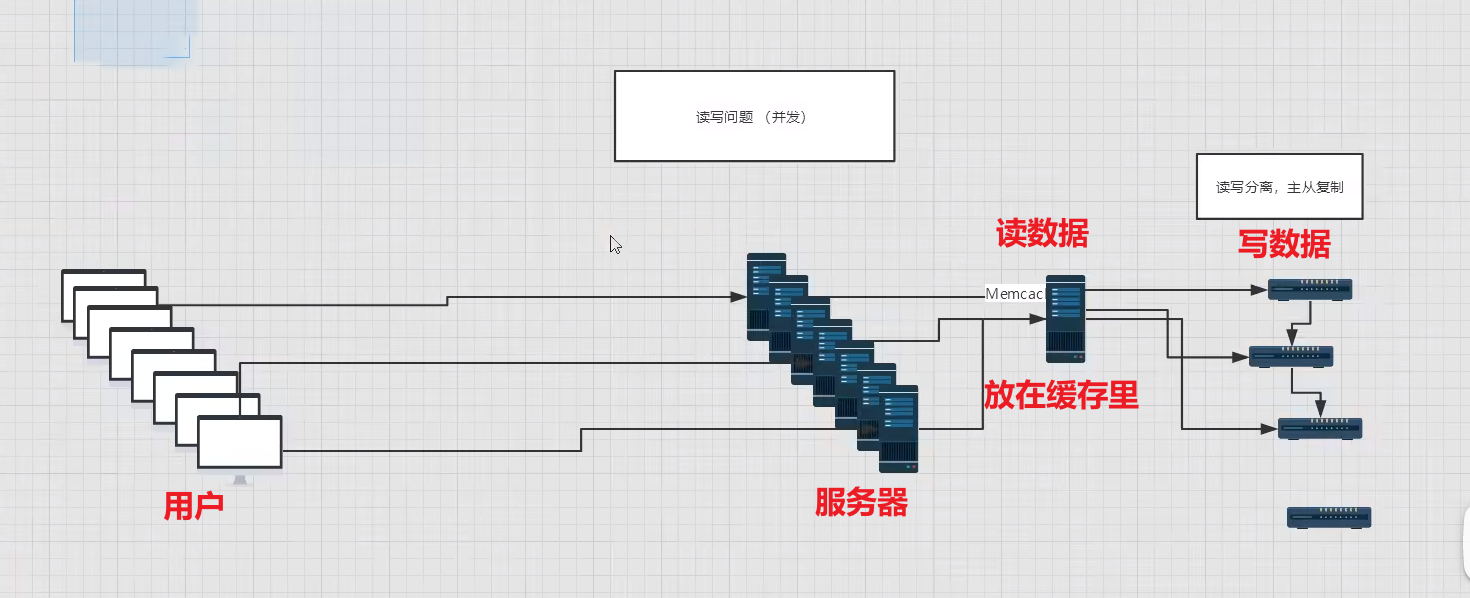 读写问题 （并发）
读写分离，主从复制
读数据
写数据
Memcac
放在缓存里
用户
服务器